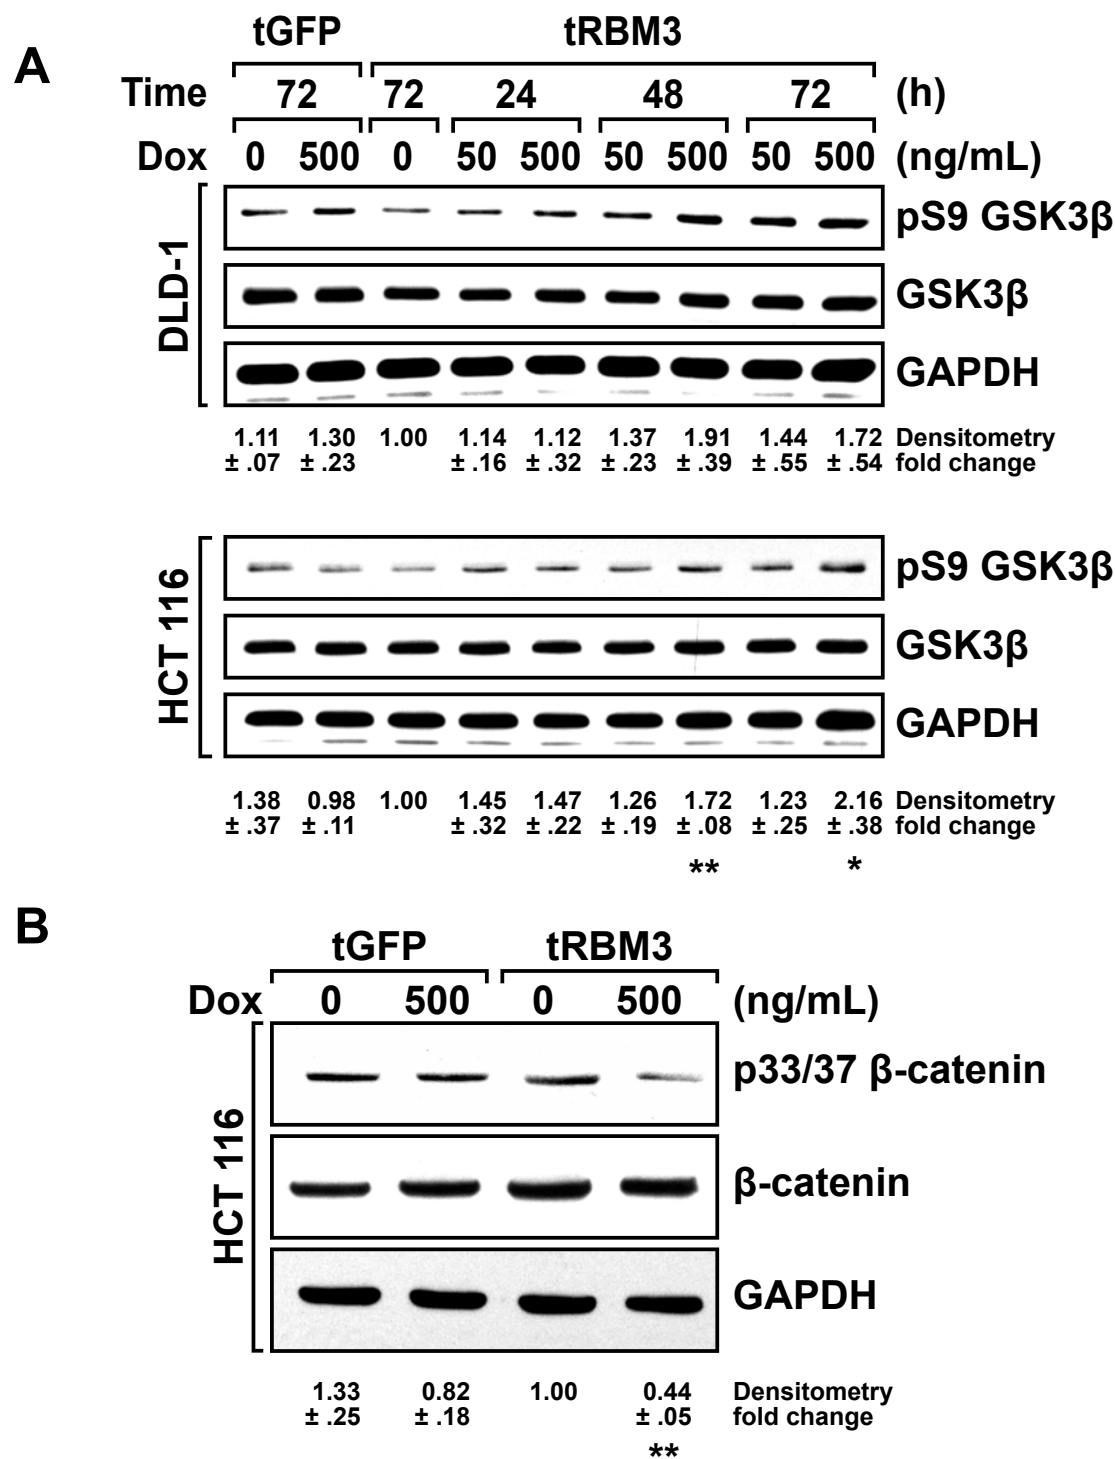 A
tGFP tRBM3
Time 72 72 24 48 72 (h)
Dox 0 500 0 50 500 50 500 50 500 (ng/mL)
DLD-1
pS9 GSK3β
GSK3β
GAPDH
1.11 1.30 1.00 1.14 1.12 1.37 1.91 1.44 1.72 Densitometry
± .07 ± .23 ± .16 ± .32 ± .23 ± .39 ± .55 ± .54 fold change
HCT 116
pS9 GSK3β
GSK3β
GAPDH
1.38 0.98 1.00 1.45 1.47 1.26 1.72 1.23 2.16 Densitometry
± .37 ± .11 ± .32 ± .22 ± .19 ± .08 ± .25 ± .38 fold change
** *
B
tGFP tRBM3
Dox 0 500 0 500 (ng/mL)
HCT 116
p33/37 β-catenin
β-catenin
GAPDH
1.33 0.82 1.00 0.44 Densitometry
± .25 ± .18 ± .05 fold change
**